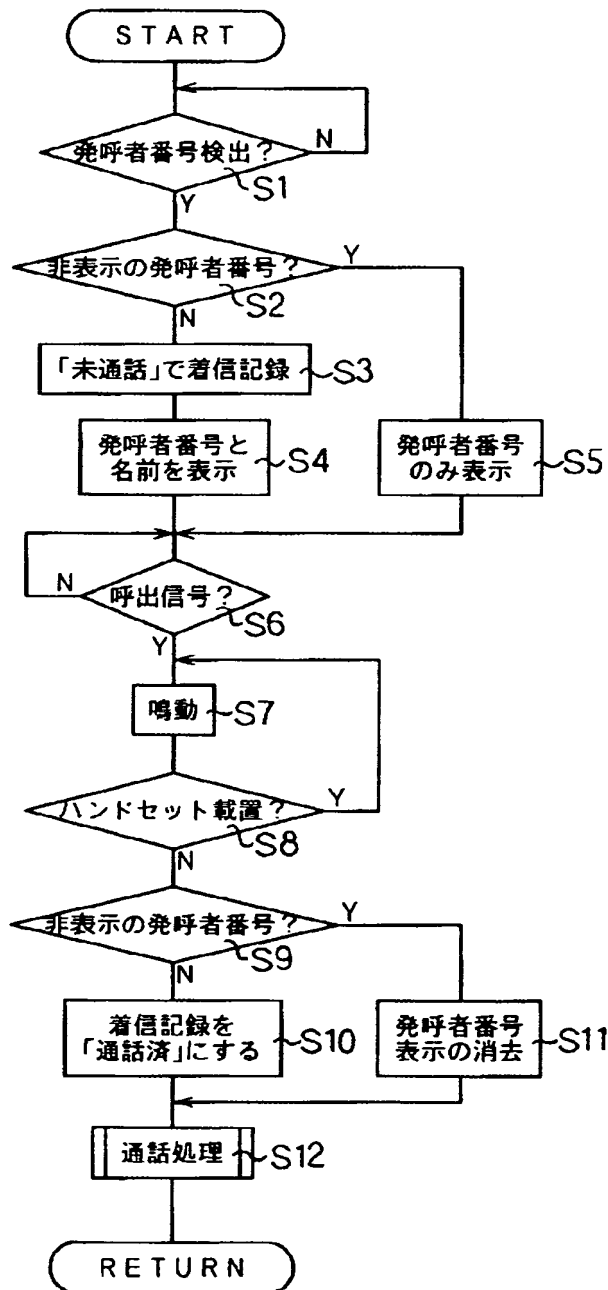 START
発呼者番号検出?
N
S1
Y
非表示の発呼者番号?
Y
S2
N
「未通話」で着信記録
S3
発呼者番号と
名前を表示
S4
発呼者番号
のみ表示
S5
N
呼出信号?
S6
Y
鳴動
S7
ハンドセット載置?
Y
S8
N
非表示の発呼者番号?
Y
S9
N
着信記録を
「通話済」にする
S10
発呼者番号
表示の消去
S11
通話処理
S12
RETURN